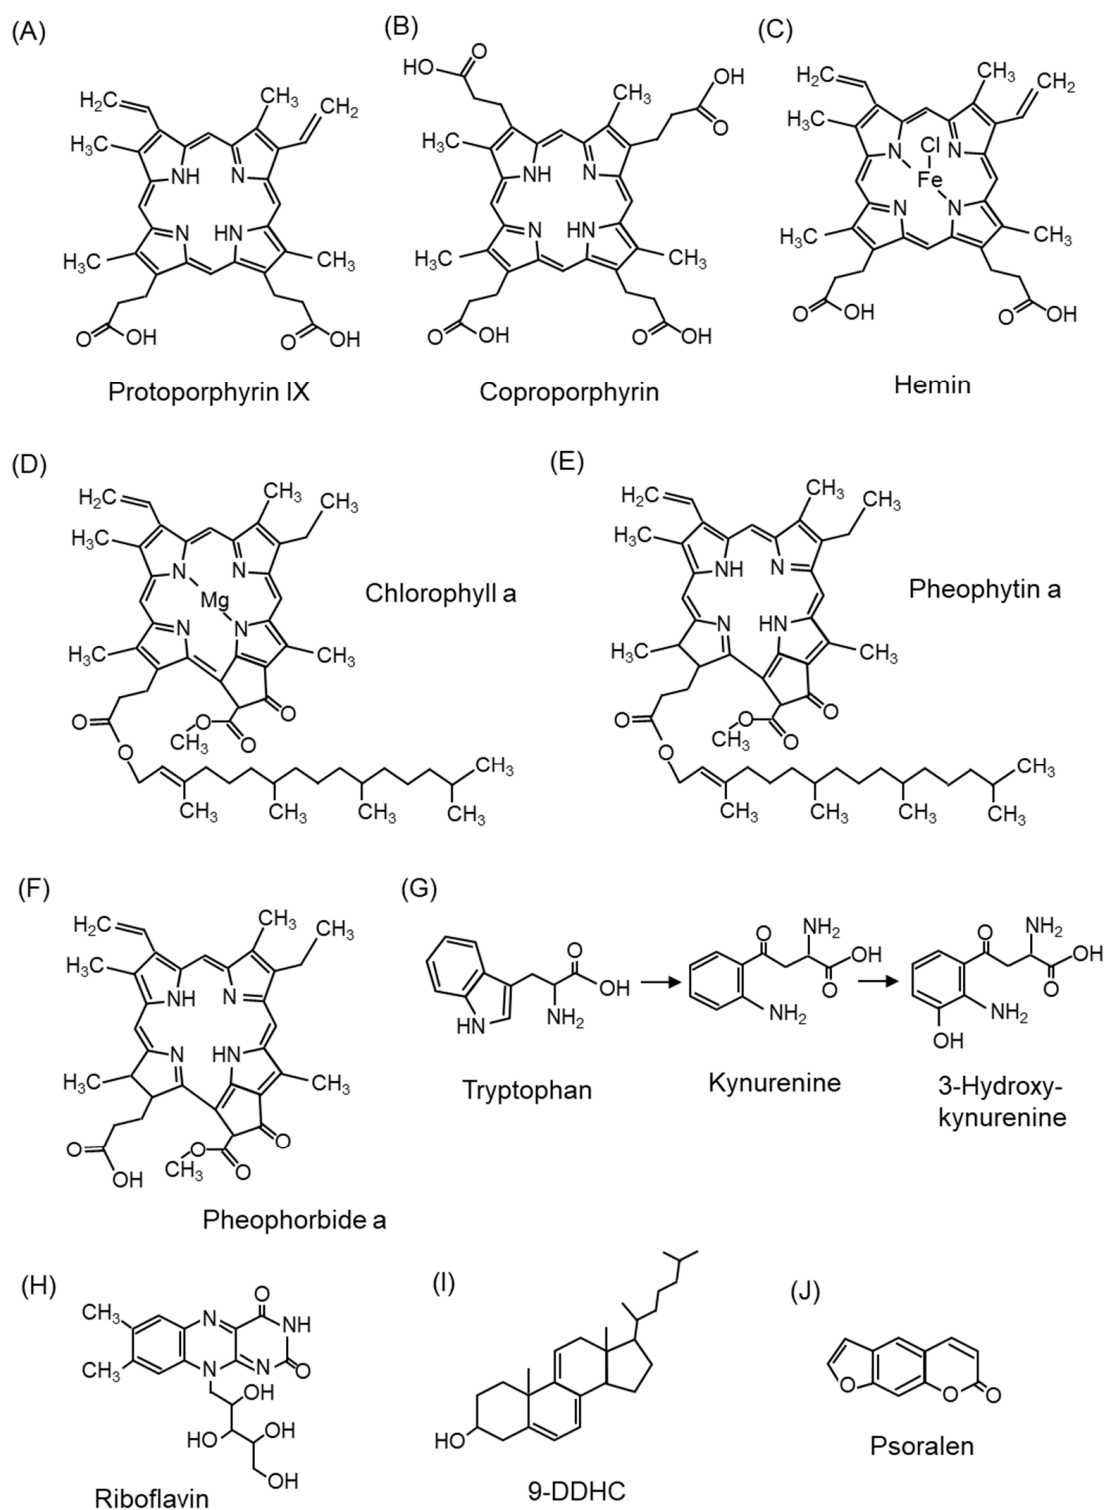 (A)
(B)
(C)
H₂C
CH₃
CH₂
H₃C
NH
N
N
HN
H₃C
CH₃
O
OH
O
OH
Protoporphyrin IX
O
HO
CH₃
OH
O
H₃C
NH
N
N
HN
H₃C
CH₃
O
OH
O
OH
Coproporphyrin
H₂C
CH₃
CH₂
H₃C
Cl
N
N
Fe
N
N
H₃C
CH₃
O
OH
O
OH
Hemin
(D)
(E)
H₂C
CH₃
CH₃
H₃C
N
N
Mg
N
N
H₃C
CH₃
O
O
O
CH₃
O
O
CH₃
CH₃
CH₃
CH₃
CH₃
Chlorophyll a
H₂C
CH₃
CH₃
H₃C
NH
N
N
HN
H₃C
CH₃
O
O
O
CH₃
O
O
CH₃
CH₃
CH₃
CH₃
CH₃
Pheophytin a
(F)
(G)
H₂C
CH₃
CH₃
H₃C
NH
N
N
HN
H₃C
CH₃
O
O
O
CH₃
O
OH
Pheophorbide a
O
OH
HN
NH₂
Tryptophan
O
NH₂
OH
O
NH₂
Kynurenine
O
NH₂
OH
O
NH₂
OH
3-Hydroxy-
kynurenine
(H)
(I)
(J)
CH₃
CH₃
N
O
NH
N
N
O
OH
OH
HO
OH
Riboflavin
HO
9-DDHC
O
O
O
Psoralen